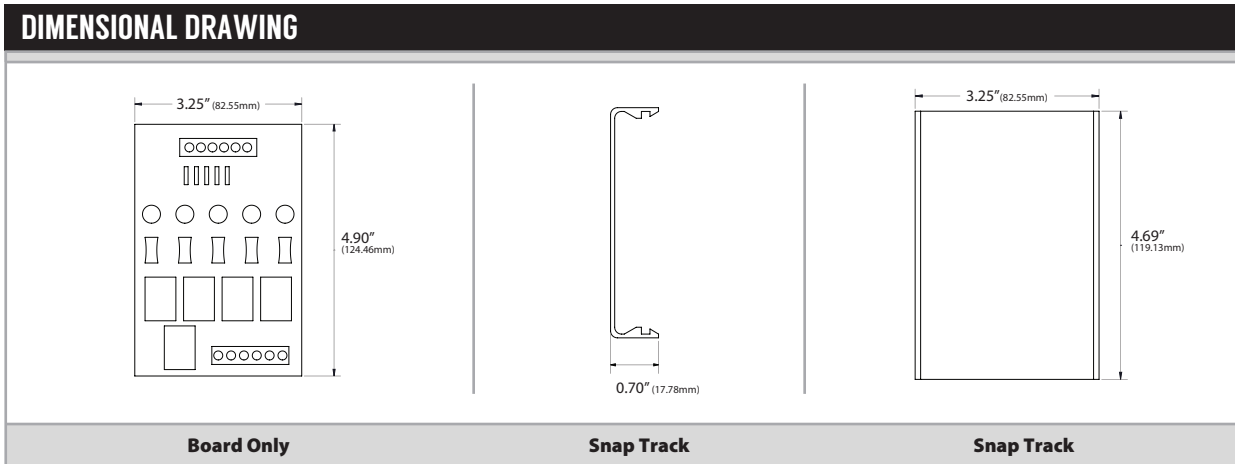 DIMENSIONAL DRAWING
3.25" (82.55mm)
4.90"
(124.46mm)
0.70" (17.78mm)
3.25" (82.55mm)
4.69"
(119.13mm)
Board Only
Snap Track
Snap Track